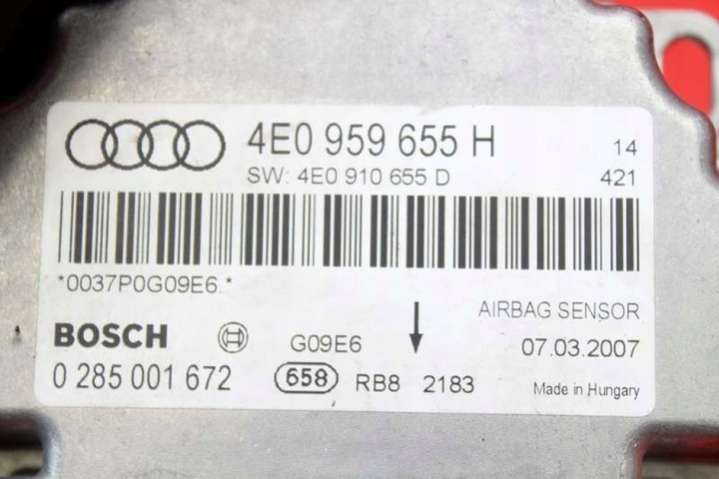 4E0 959 655 H 14
SW: 4E0 910 655 D 421
*0037P0G09E6.*
AIRBAG SENSOR
BOSCH G09E6 07.03.2007
0 285 001 672 658 RB8 2183 Made in Hungary